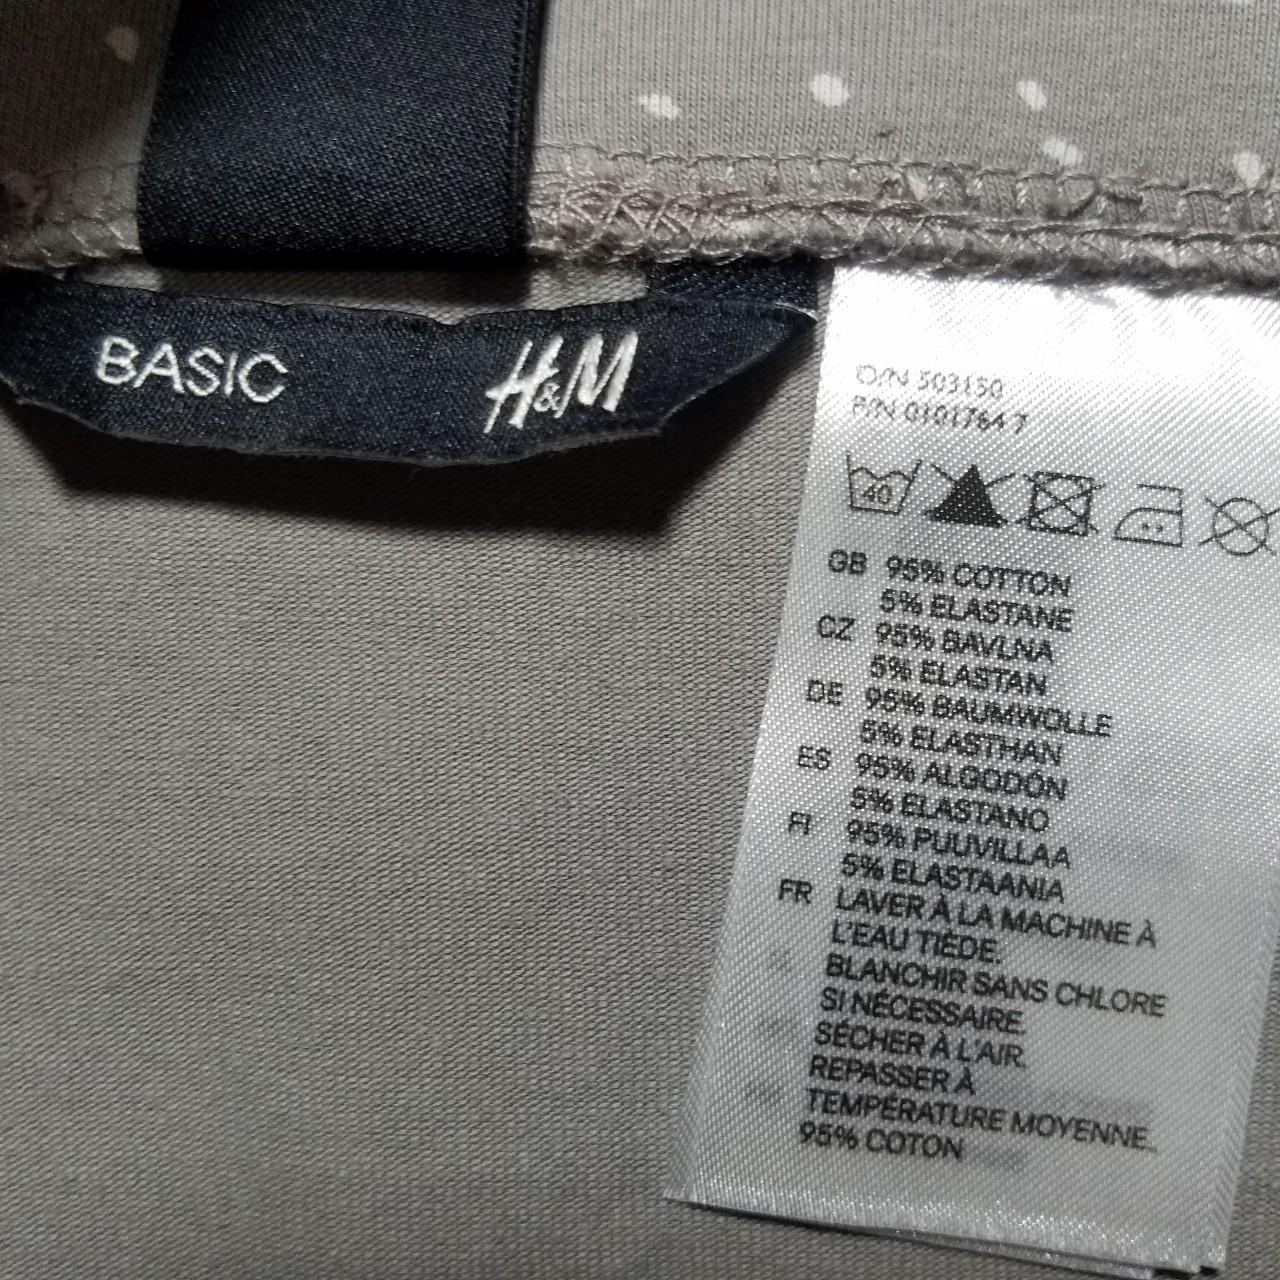 BASIC H&M
O/N 503150
P/N 01017647
40
GB 95% COTTON
5% ELASTANE
CZ 95% BAVLNA
5% ELASTAN
DE 95% BAUMWOLLE
5% ELASTHAN
ES 95% ALGODÓN
5% ELASTANO
FI 95% PUUVILLAA
5% ELASTAANIA
FR LAVER À LA MACHINE À
L'EAU TIÈDE.
BLANCHIR SANS CHLORE
SI NÉCESSAIRE.
SÉCHER À L'AIR.
REPASSER À
TEMPÉRATURE MOYENNE.
95% COTON